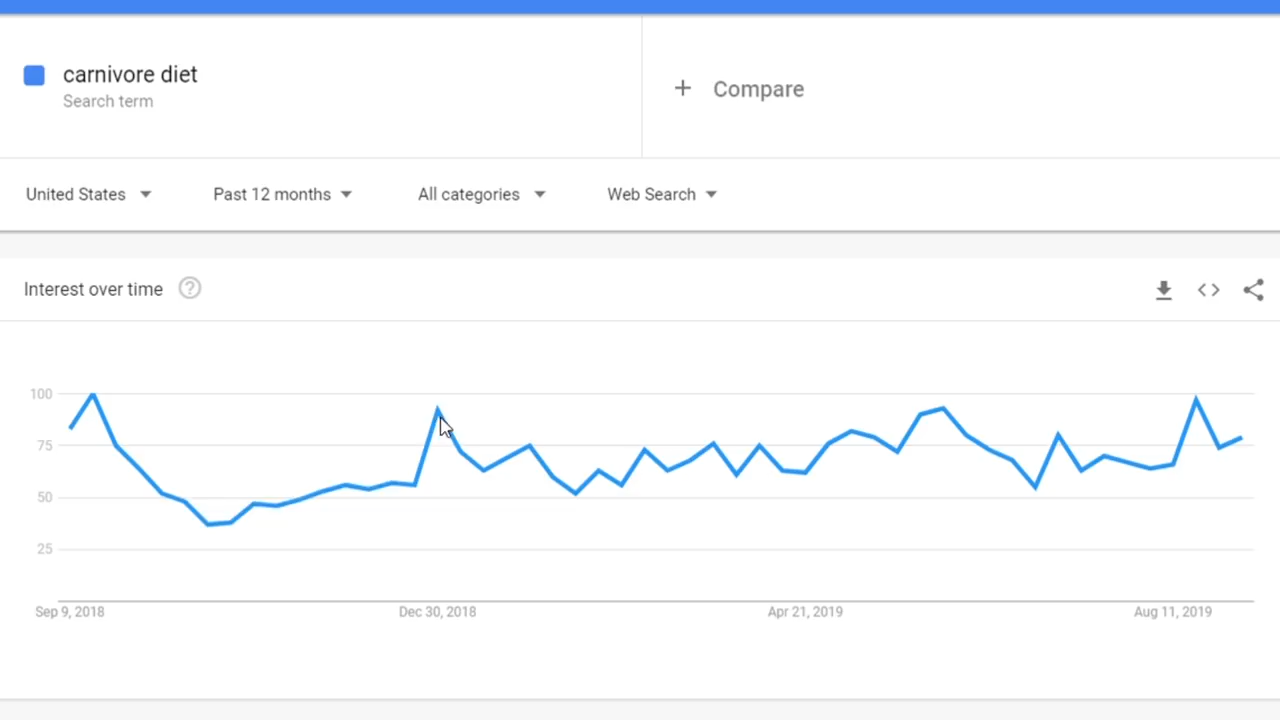 carnivore diet
Search term
+ Compare
United States
Past 12 months
All categories
Web Search
Interest over time ?
100
75
50
25
Sep 9, 2018
Dec 30, 2018
Apr 21, 2019
Aug 11, 2019